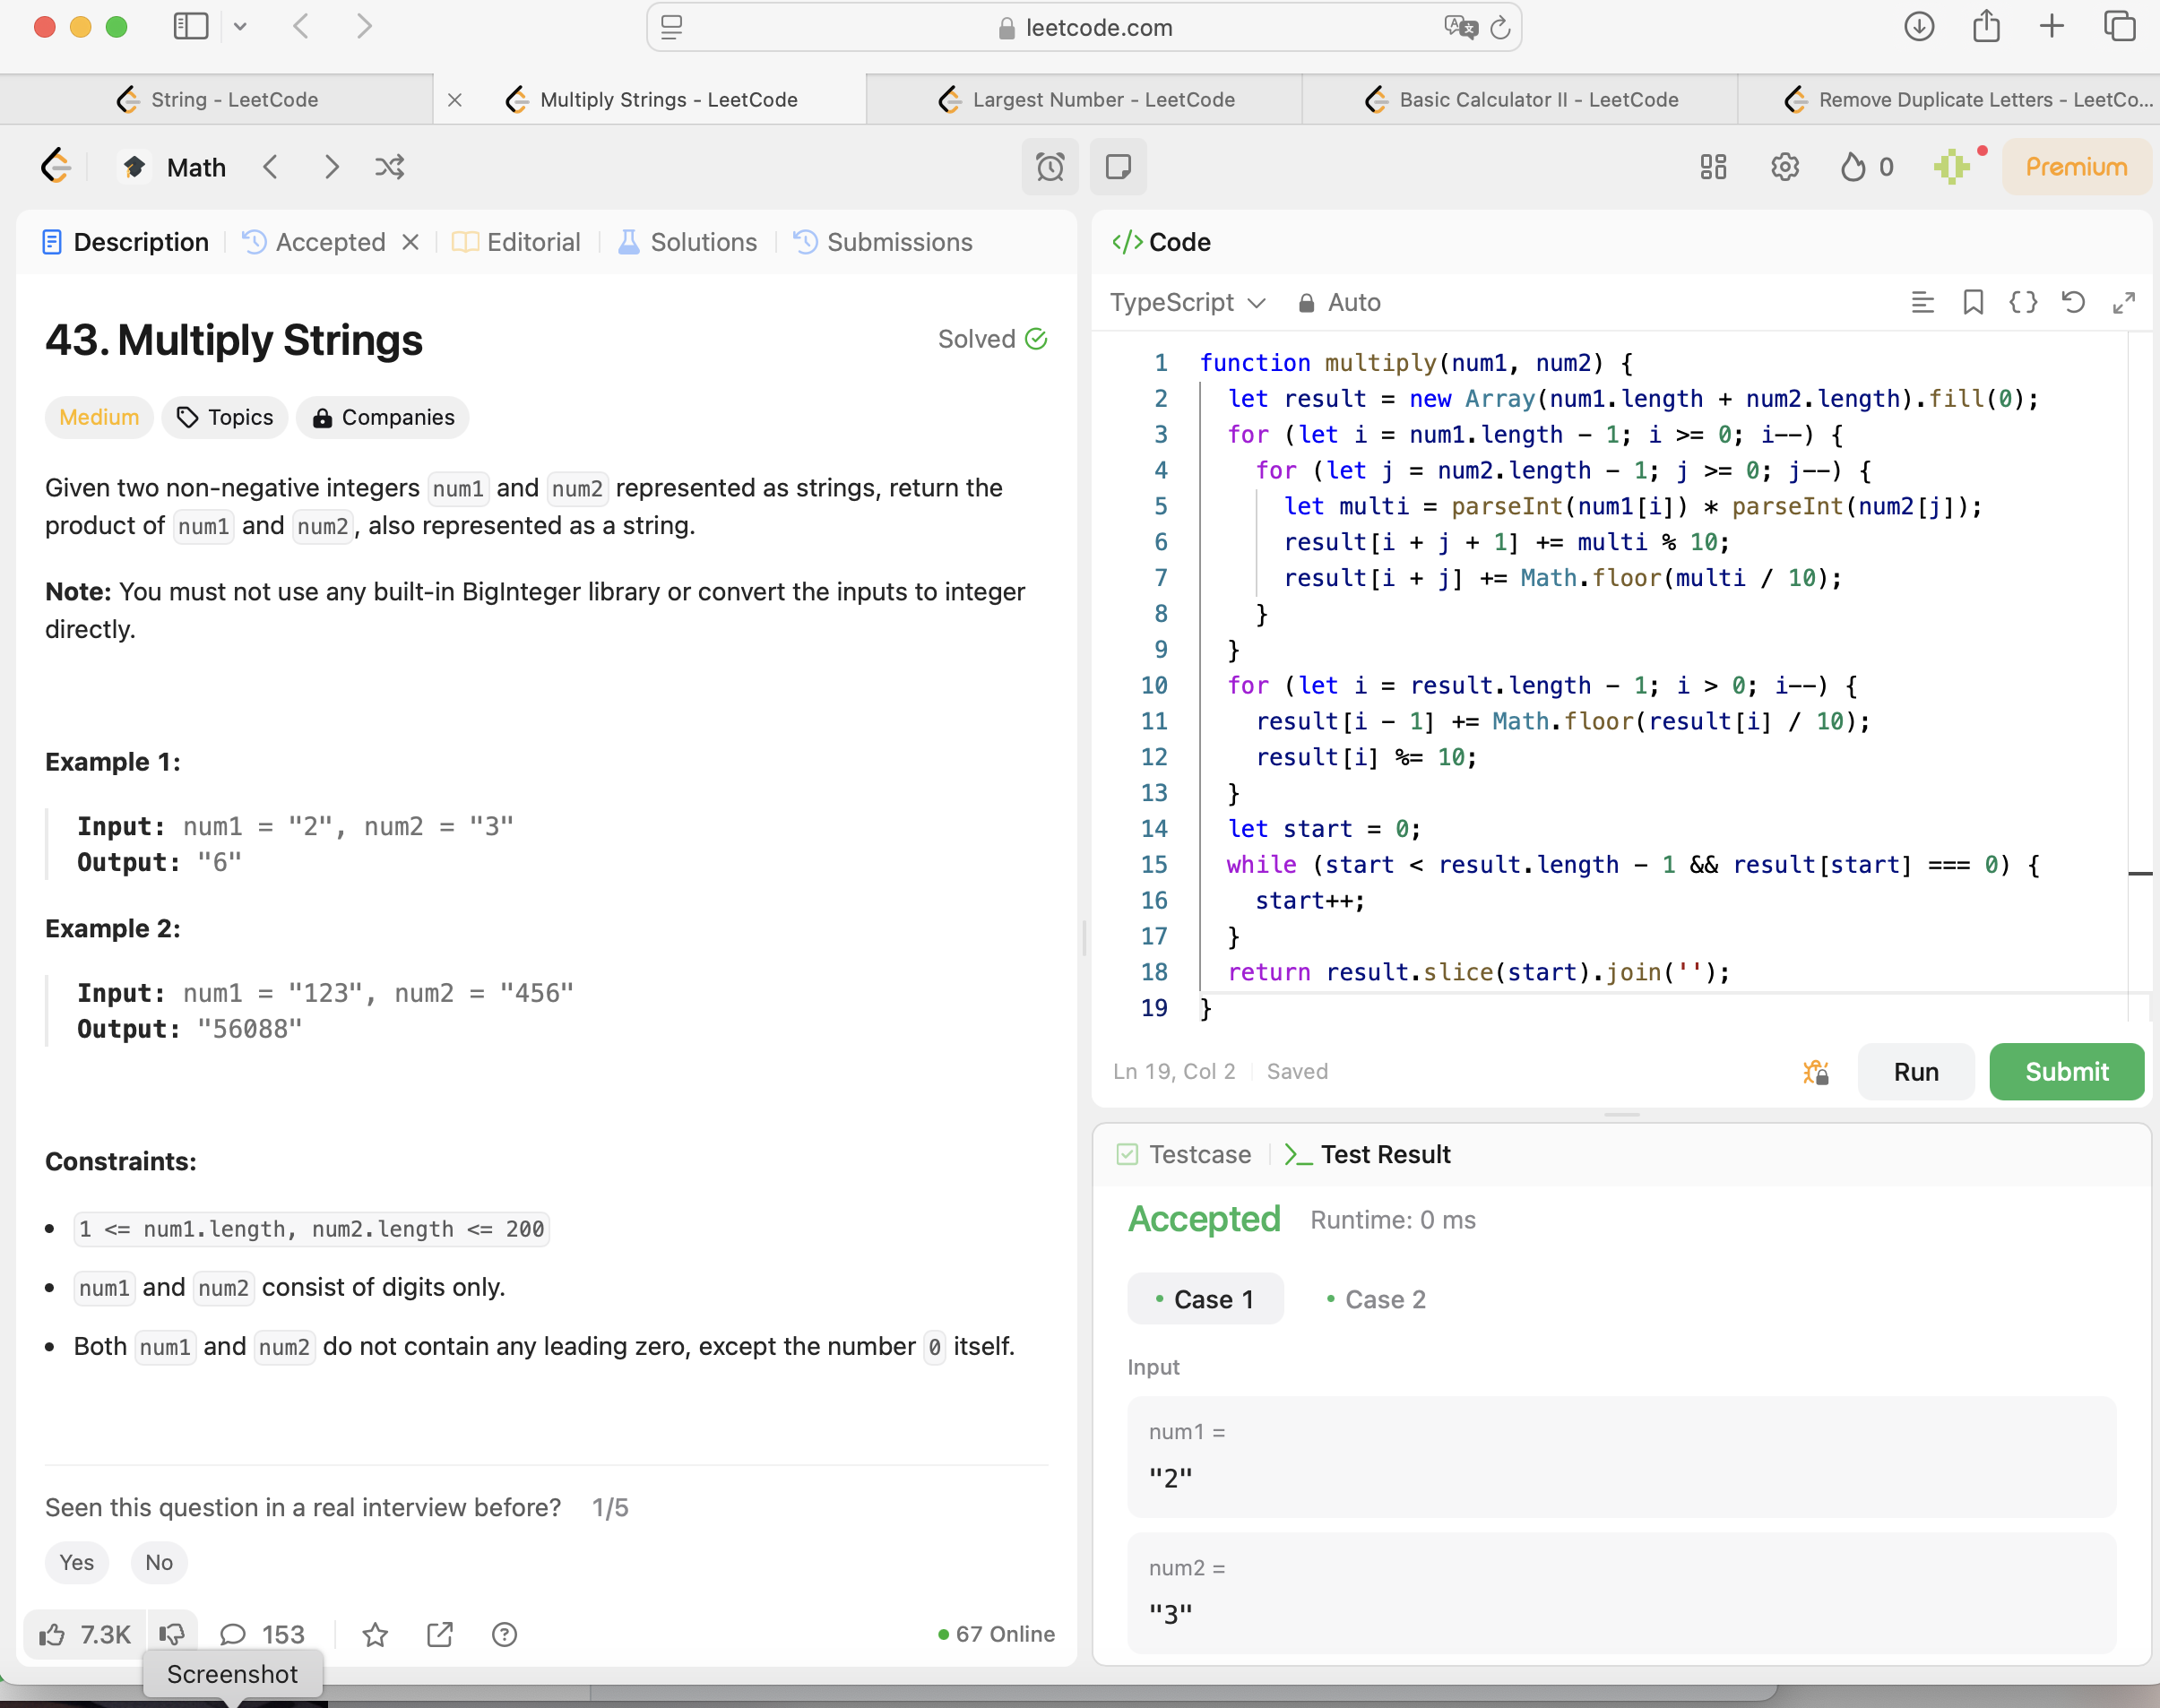 leetcode.com
String - LeetCode
Multiply Strings - LeetCode
Largest Number - LeetCode
Basic Calculator II - LeetCode
Remove Duplicate Letters - LeetCo...
Math
0
Premium
Description
Accepted
Editorial
Solutions
Submissions
43. Multiply Strings
Solved
Medium
Topics
Companies
Given two non-negative integers num1 and num2 represented as strings, return the
product of num1 and num2, also represented as a string.
Note: You must not use any built-in BigInteger library or convert the inputs to integer
directly.
Example 1:
Input: num1 = "2", num2 = "3"
Output: "6"
Example 2:
Input: num1 = "123", num2 = "456"
Output: "56088"
Constraints:
• 1 <= num1.length, num2.length <= 200
• num1 and num2 consist of digits only.
• Both num1 and num2 do not contain any leading zero, except the number 0 itself.
Seen this question in a real interview before? 1/5
Yes
No
7.3K
153
67 Online
Screenshot
</> Code
TypeScript
Auto
1 function multiply(num1, num2) {
2 let result = new Array(num1.length + num2.length).fill(0);
3 for (let i = num1.length - 1; i >= 0; i--) {
4 for (let j = num2.length - 1; j >= 0; j--) {
5 let multi = parseInt(num1[i]) * parseInt(num2[j]);
6 result[i + j + 1] += multi % 10;
7 result[i + j] += Math.floor(multi / 10);
8 }
9 }
10 for (let i = result.length - 1; i > 0; i--) {
11 result[i - 1] += Math.floor(result[i] / 10);
12 result[i] %= 10;
13 }
14 let start = 0;
15 while (start < result.length - 1 && result[start] === 0) {
16 start++;
17 }
18 return result.slice(start).join('');
19 }
Ln 19, Col 2
Saved
Run
Submit
Testcase
Test Result
Accepted
Runtime: 0 ms
• Case 1
• Case 2
Input
num1 =
"2"
num2 =
"3"